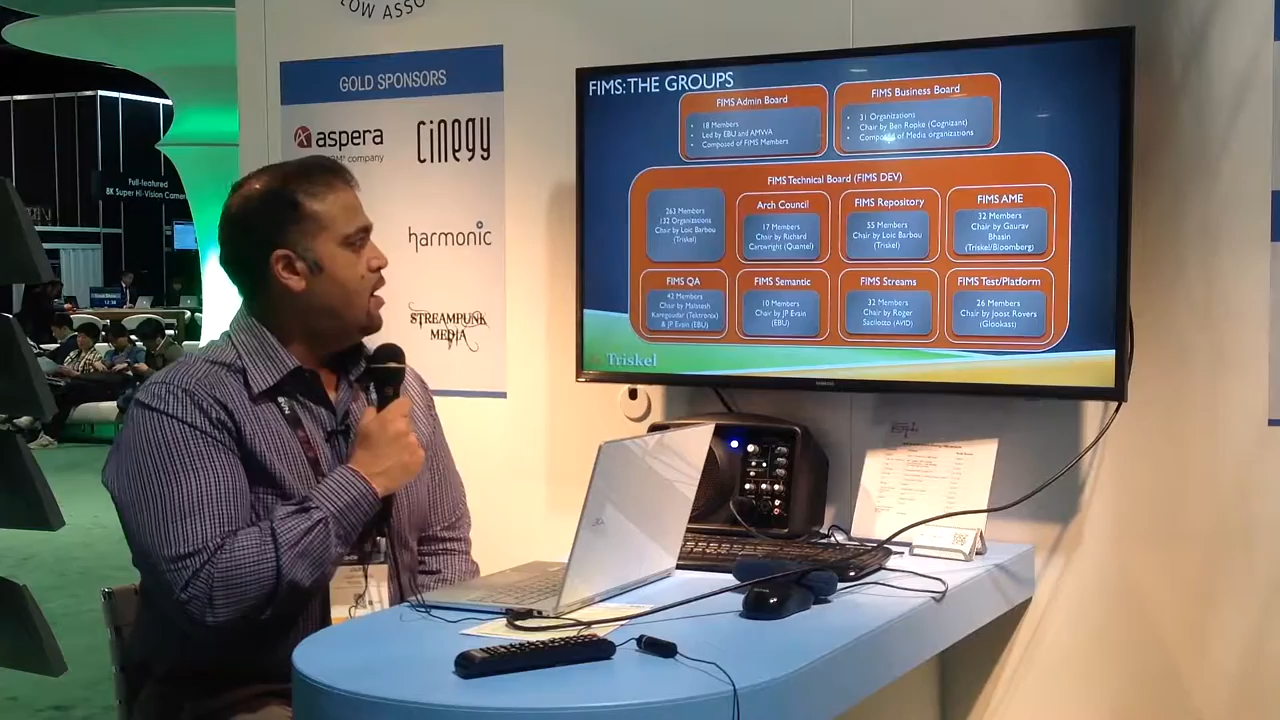 LOW ASSO
GOLD SPONSORS
aspera
company
cinegy
harmonic
STREAMPUNK
MEDIA
Full-featured
8K Super Hi-Vision Camer
FIMS: THE GROUPS
FIMS Admin Board
• 18 Members
• Led by EBU and AMWA
• Composed of FIMS Members
FIMS Business Board
• 31 Organizations
• Chair by Ben Ropke (Cognizant)
• Composed of Media organizations
FIMS Technical Board (FIMS DEV)
263 Members
132 Organizations
Chair by Loic Barbou
(Triskel)
Arch Council
17 Members
Chair by Richard
Cartwright (Quantel)
FIMS Repository
55 Members
Chair by Loic Barbou
(Triskel)
FIMS AME
32 Members
Chair by Gaurav
Bhasin
(Triskel/Bloomberg)
FIMS QA
42 Members
Chair by
(Tektronix)
& JP Evain (EBU)
FIMS Semantic
10 Members
Chair by JP Evain
(EBU)
FIMS Streams
32 Members
Chair by Roger
Sacilotto (AVID)
FIMS Test/Platform
26 Members
Chair by Joost Rovers
(Glookast)
Triskel